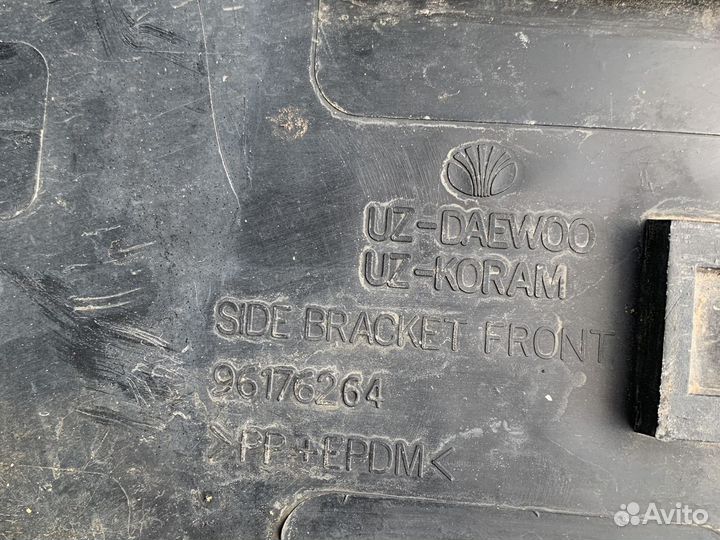 UZ-DAEWOO
UZ-KORAM
SIDE BRACKET FRONT
96176264
>PP+EPDM<
Avito